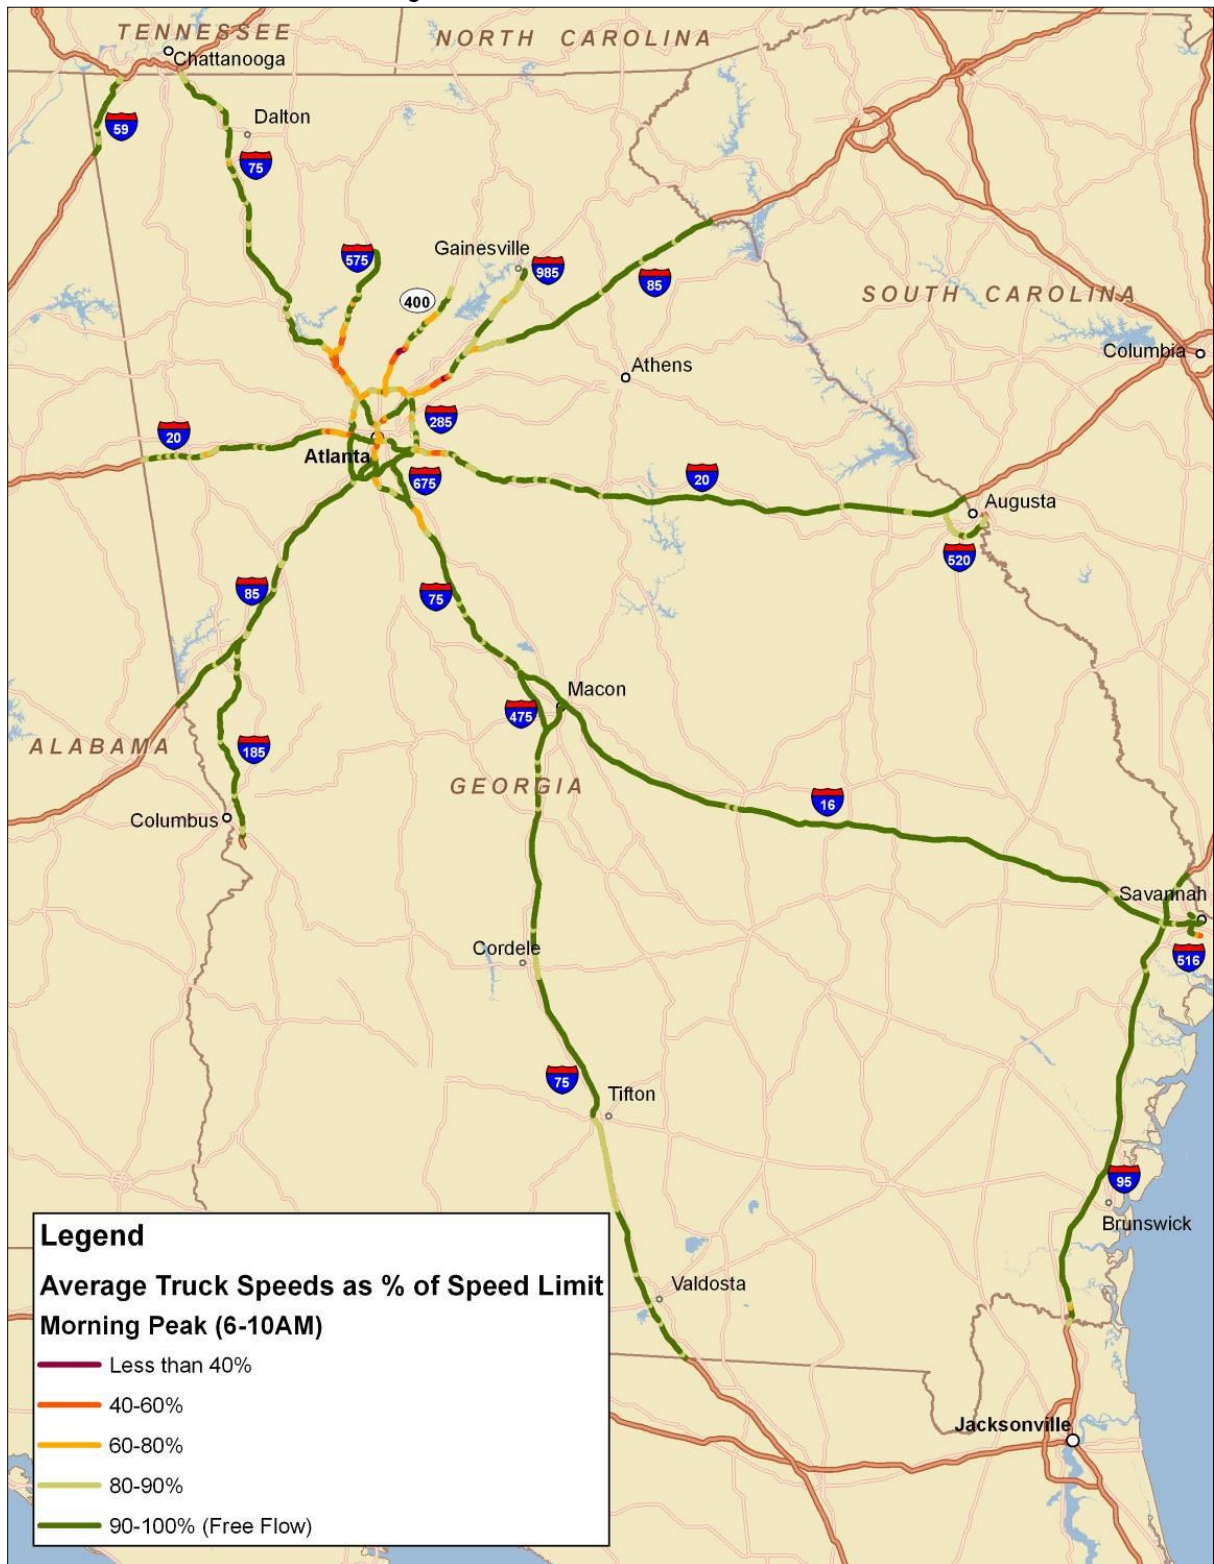 TENNESSEE
NORTH CAROLINA
Chattanooga
59
Dalton
75
575
Gainesville
985
400
85
SOUTH CAROLINA
Columbia
Athens
285
20
Atlanta
675
20
Augusta
520
85
75
Macon
475
ALABAMA
185
GEORGIA
16
Columbus
Savannah
516
Cordele
75
Tifton
95
Brunswick
Valdosta
Jacksonville
Legend
Average Truck Speeds as % of Speed Limit
Morning Peak (6-10AM)
Less than 40%
40-60%
60-80%
80-90%
90-100% (Free Flow)